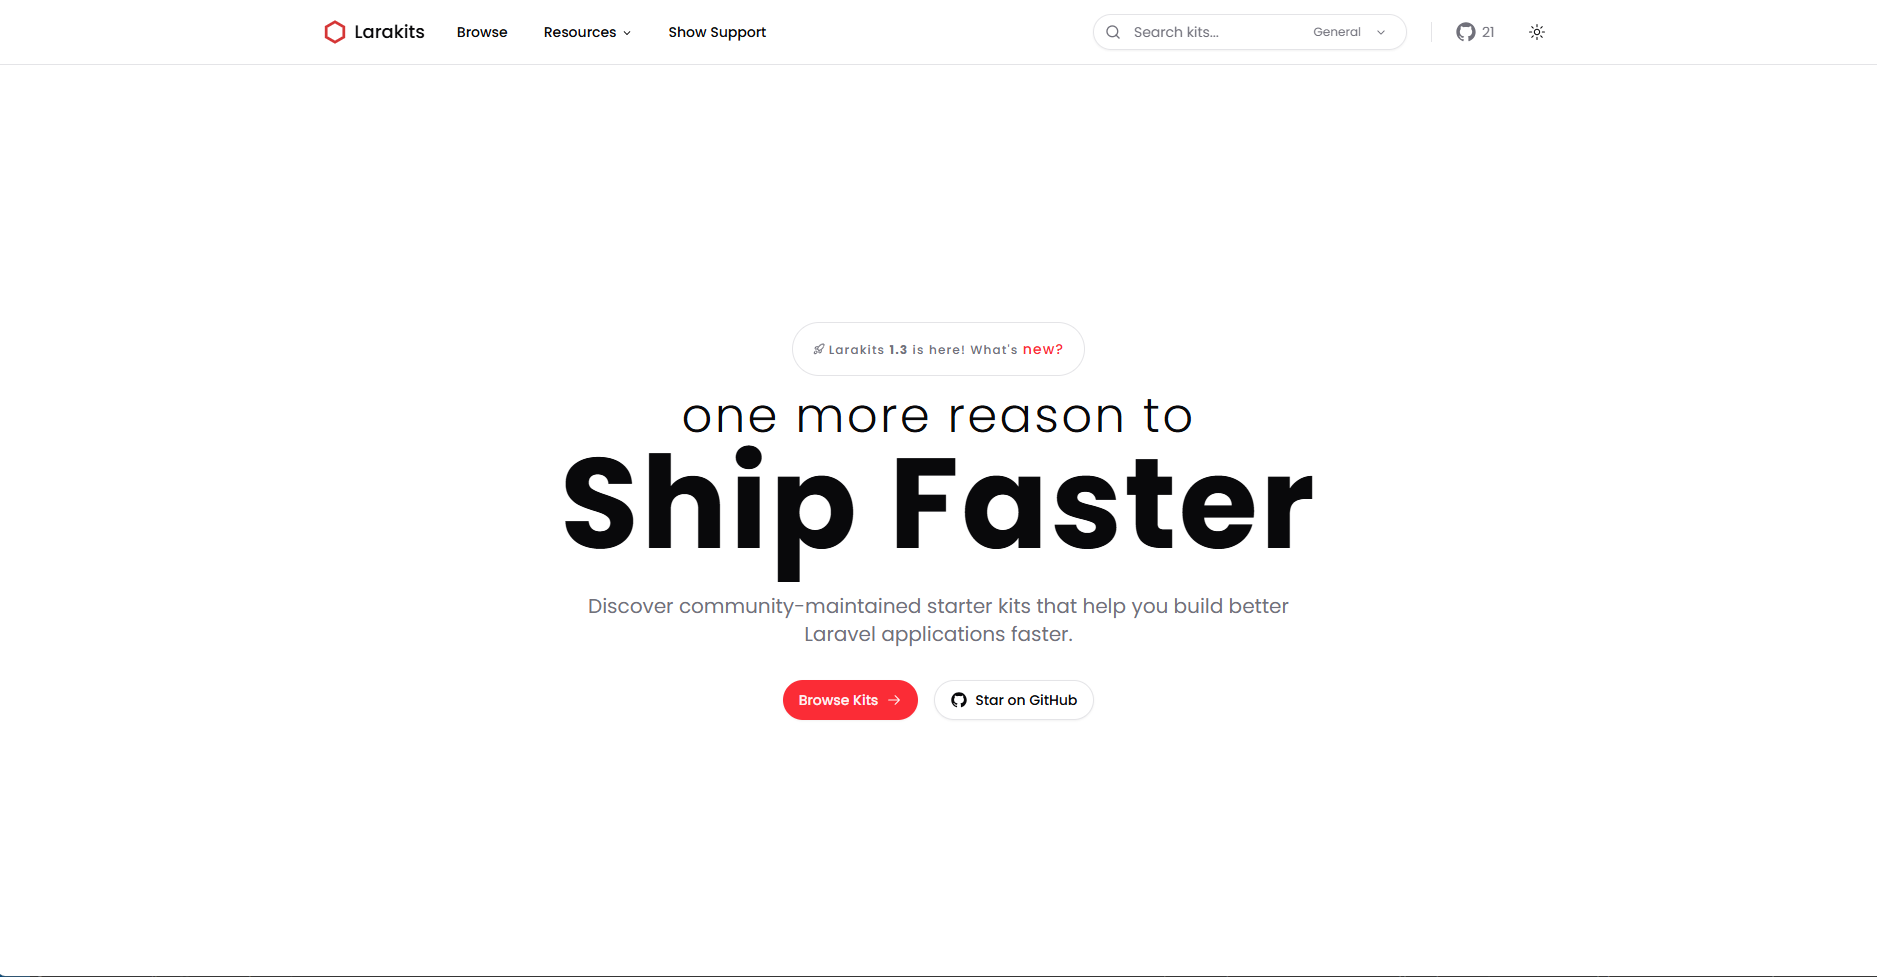 Larakits
Browse
Resources
Show Support
Search kits...
General
21
Larakits 1.3 is here! What's new?
one more reason to
Ship Faster
Discover community-maintained starter kits that help you build better
Laravel applications faster.
Browse Kits
Star on GitHub